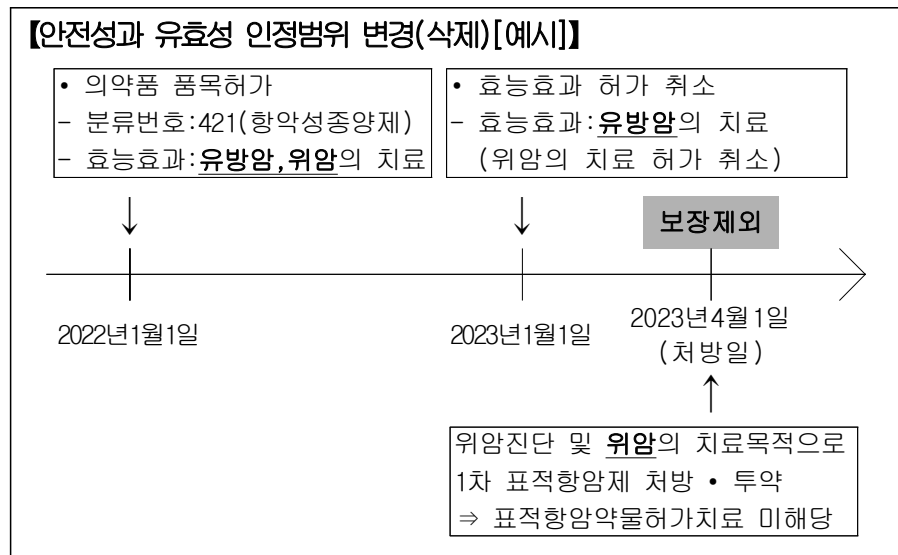 【안전성과 유효성 인정범위 변경(삭제)[예시]】
• 의약품 품목허가
- 분류번호:421(항악성종양제)
- 효능효과:유방암,위암의 치료
• 효능효과 허가 취소
- 효능효과:유방암의 치료
(위암의 치료 허가 취소)
보장제외
2022년1월1일
2023년1월1일
2023년4월1일
(처방일)
위암진단 및 위암의 치료목적으로
1차 표적항암제 처방 • 투약
⇒ 표적항암약물허가치료 미해당